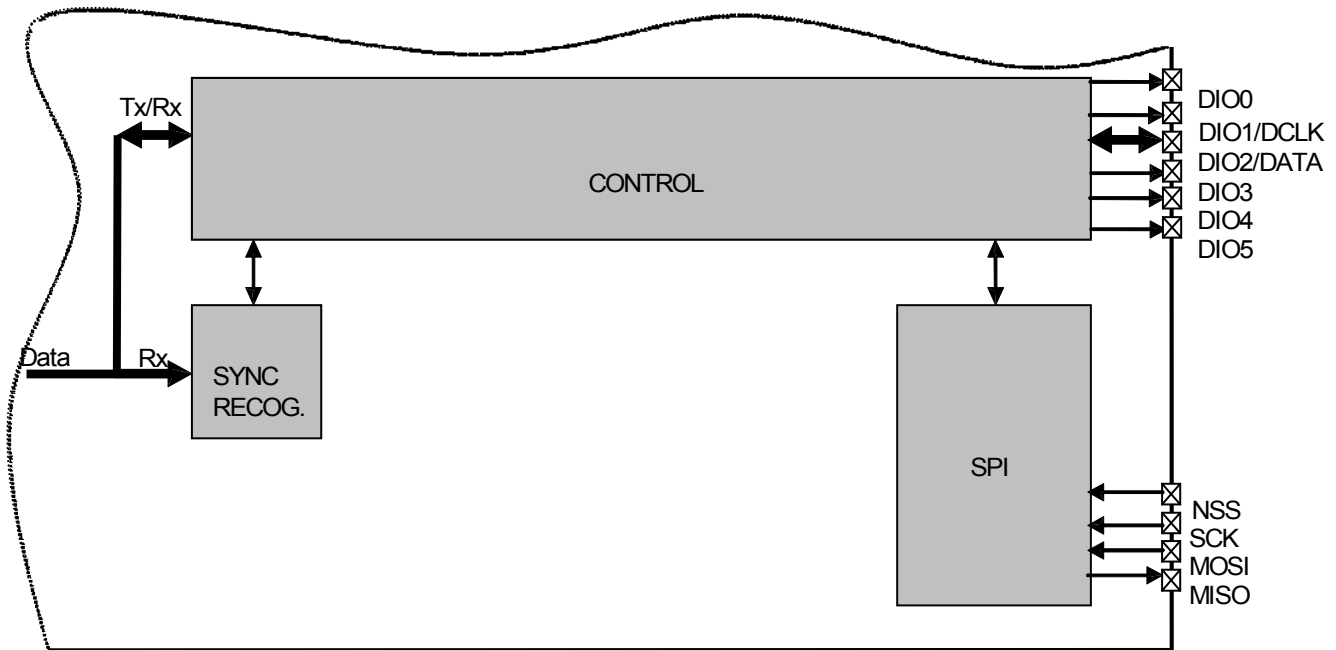 Tx/Rx
CONTROL
DIO0
DIO1/DCLK
DIO2/DATA
DIO3
DIO4
DIO5
Data
Rx
SYNC
RECOG.
SPI
NSS
SCK
MOSI
MISO